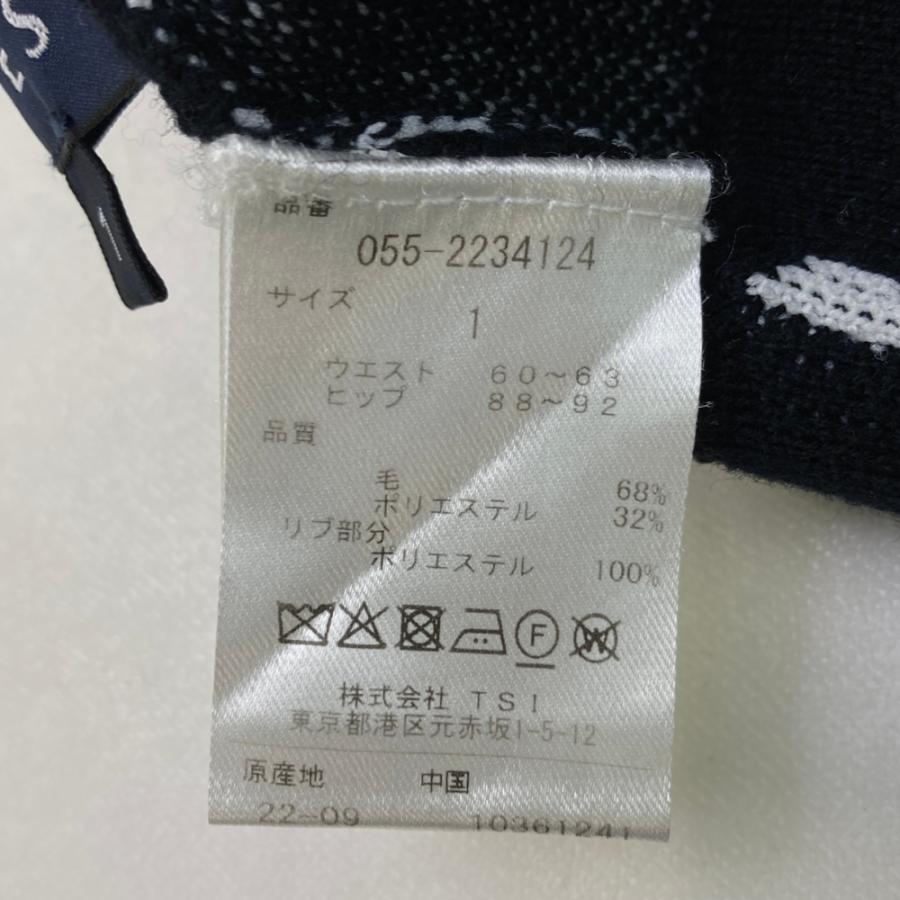 品番
055-2234124
サイズ
1
ウエスト 60～63
ヒップ 88～92
品質
毛 68%
ポリエステル 32%
リブ部分
ポリエステル 100%
F
W
株式会社 TSI
東京都港区元赤坂1-5-12
原産地 中国
22-09 10361241